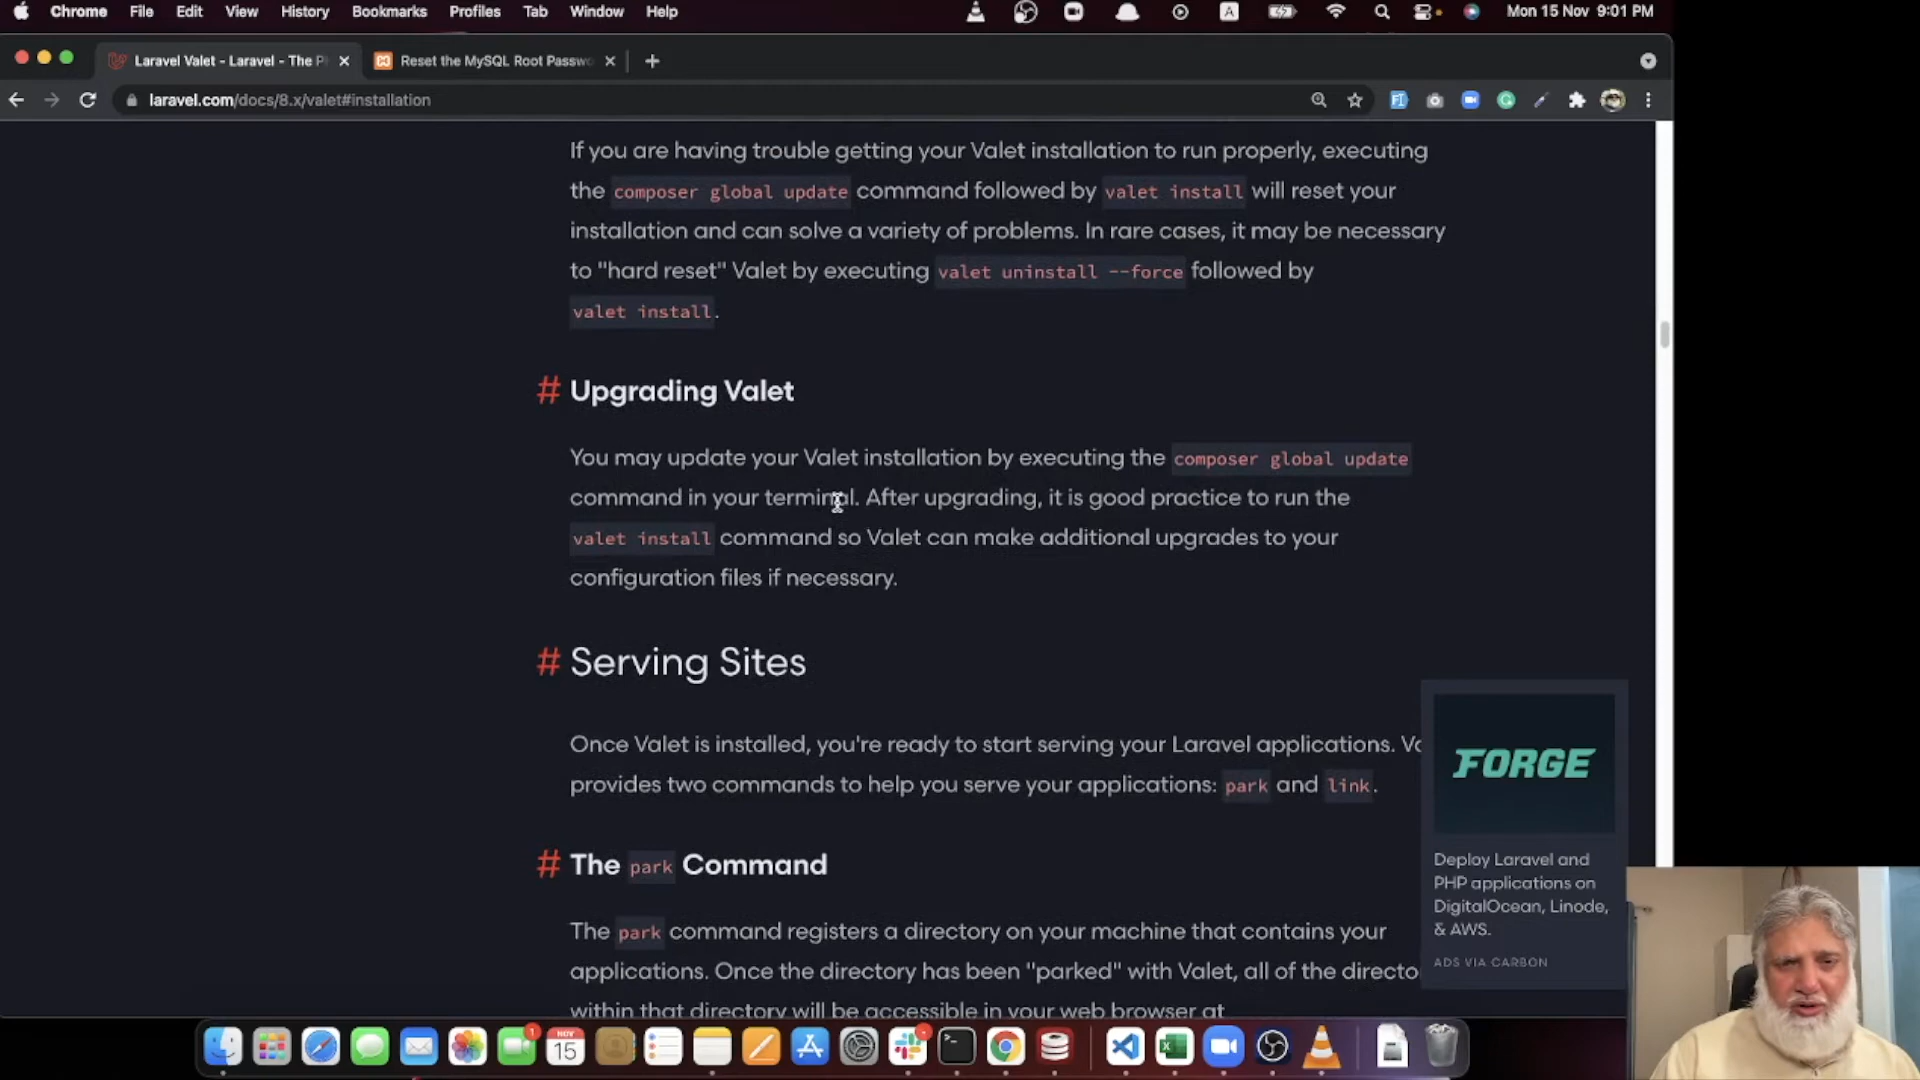 Chrome File Edit View History Bookmarks Profiles Tab Window Help A Mon 15 Nov 9:01 PM
Laravel Valet - Laravel - The P Reset the MySQL Root Passw
laravel.com/docs/8.x/valet#installation
If you are having trouble getting your Valet installation to run properly, executing
the composer global update command followed by valet install will reset your
installation and can solve a variety of problems. In rare cases, it may be necessary
to "hard reset" Valet by executing valet uninstall --force followed by
valet install.
# Upgrading Valet
You may update your Valet installation by executing the composer global update
command in your terminal. After upgrading, it is good practice to run the
valet install command so Valet can make additional upgrades to your
configuration files if necessary.
# Serving Sites
Once Valet is installed, you're ready to start serving your Laravel applications. Va
provides two commands to help you serve your applications: park and link.
# The park Command
The park command registers a directory on your machine that contains your
applications. Once the directory has been "parked" with Valet, all of the directo
within that directory will be accessible in your web browser at
FORGE
Deploy Laravel and
PHP applications on
DigitalOcean, Linode,
& AWS.
ADS VIA CARBON
1
NOV
15